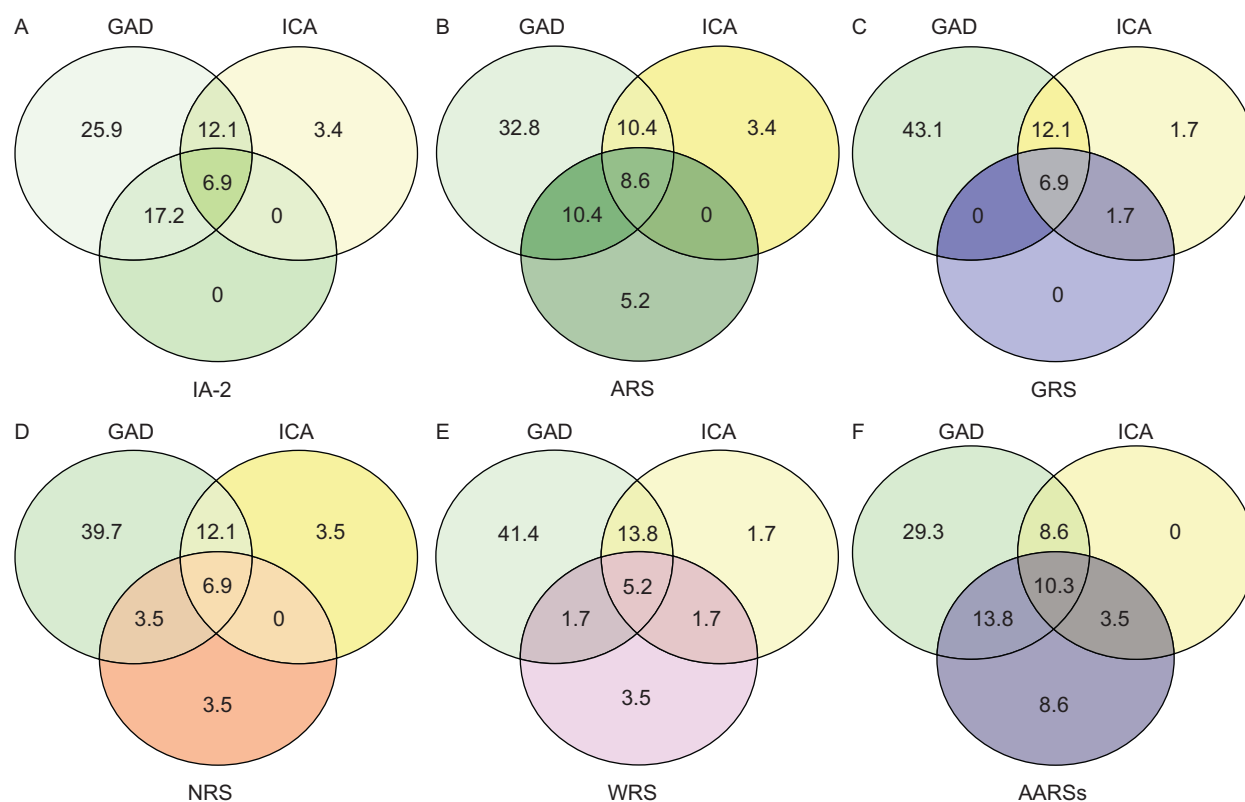 A GAD ICA
25.9 12.1 3.4
6.9
17.2 0
0
IA-2
B GAD ICA
32.8 10.4 3.4
8.6
10.4 0
5.2
ARS
C GAD ICA
43.1 12.1 1.7
6.9
0 1.7
0
GRS
D GAD ICA
39.7 12.1 3.5
6.9
3.5 0
3.5
NRS
E GAD ICA
41.4 13.8 1.7
5.2
1.7 1.7
3.5
WRS
F GAD ICA
29.3 8.6 0
10.3
13.8 3.5
8.6
AARSs